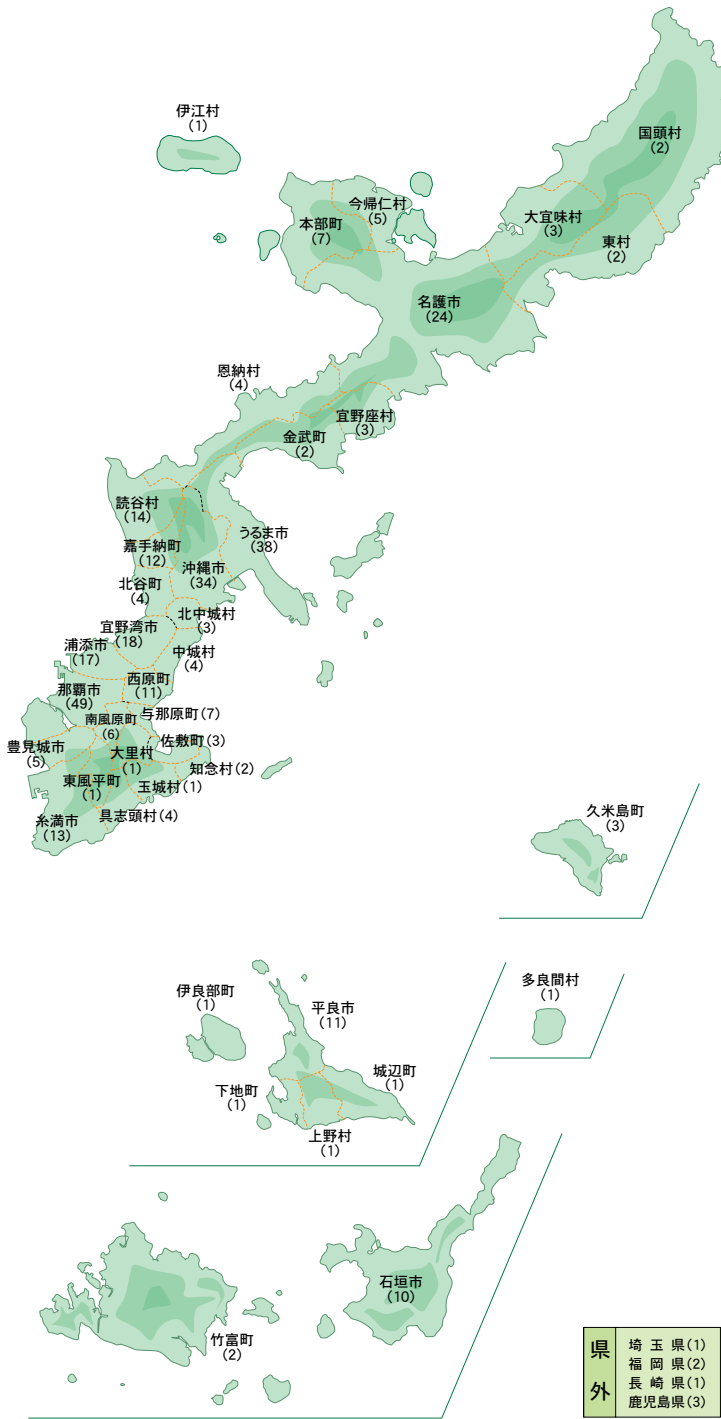 伊江村
(1)
国頭村
(2)
今帰仁村
(5)
本部町
(7)
大宜味村
(3)
東村
(2)
名護市
(24)
恩納村
(4)
宜野座村
(3)
金武町
(2)
読谷村
(14)
うるま市
(38)
嘉手納町
(12)
沖縄市
(34)
北谷町
(4)
北中城村
(3)
宜野湾市
(18)
浦添市
(17)
中城村
(4)
西原町
(11)
那覇市
(49)
与那原町(7)
南風原町
(6)
豊見城市
(5)
佐敷町(3)
大里村
(1)
知念村(2)
東風平町
(1)
玉城村(1)
糸満市
(13)
具志頭村(4)
久米島町
(3)
伊良部町
(1)
平良市
(11)
多良間村
(1)
城辺町
(1)
下地町
(1)
上野村
(1)
石垣市
(10)
竹富町
(2)
県外
埼玉県(1)
福岡県(2)
長崎県(1)
鹿児島県(3)